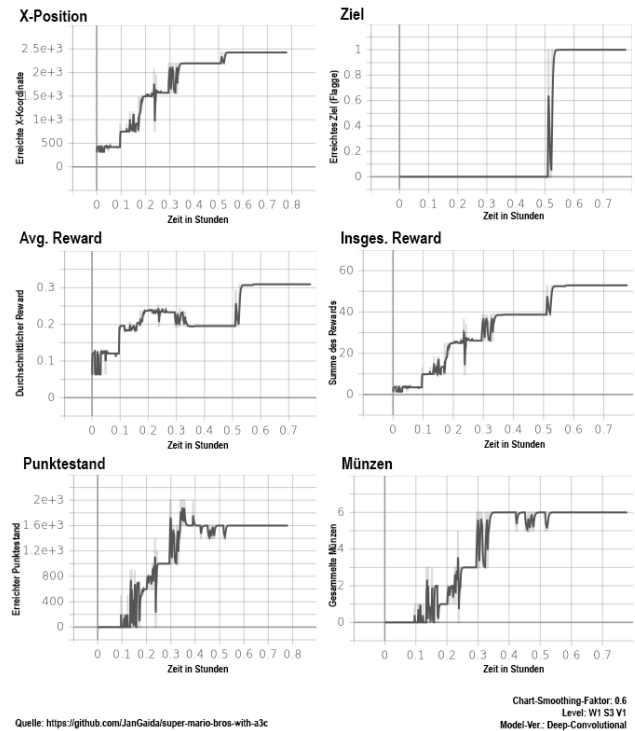 X-Position
Ziel
2.5e+3
2e+3
1.5e+3
1e+3
500
0
0 0.1 0.2 0.3 0.4 0.5 0.6 0.7 0.8
Erreichte X-Koordinate
Zeit in Stunden
1
0.8
0.6
0.4
0.2
0
0 0.1 0.2 0.3 0.4 0.5 0.6 0.7
Erreichtes Ziel (Flagge)
Zeit in Stunden
Avg. Reward
Insges. Reward
0.3
0.2
0.1
0
0 0.1 0.2 0.3 0.4 0.5 0.6 0.7
Durchschnittlicher Reward
Zeit in Stunden
60
40
20
0
0 0.1 0.2 0.3 0.4 0.5 0.6 0.7
Summe des Rewards
Zeit in Stunden
Punktestand
Münzen
2e+3
1.6e+3
1.2e+3
800
400
0
0 0.1 0.2 0.3 0.4 0.5 0.6 0.7 0.8
Erreichter Punktestand
Zeit in Stunden
6
4
2
0
0 0.1 0.2 0.3 0.4 0.5 0.6 0.7
Gesammelte Münzen
Zeit in Stunden
Chart-Smoothing-Faktor: 0.6
Level: W1 S3 V1
Quelle: https://github.com/JanGaida/super-mario-bros-with-a3c
Model-Ver.: Deep-Convolutional